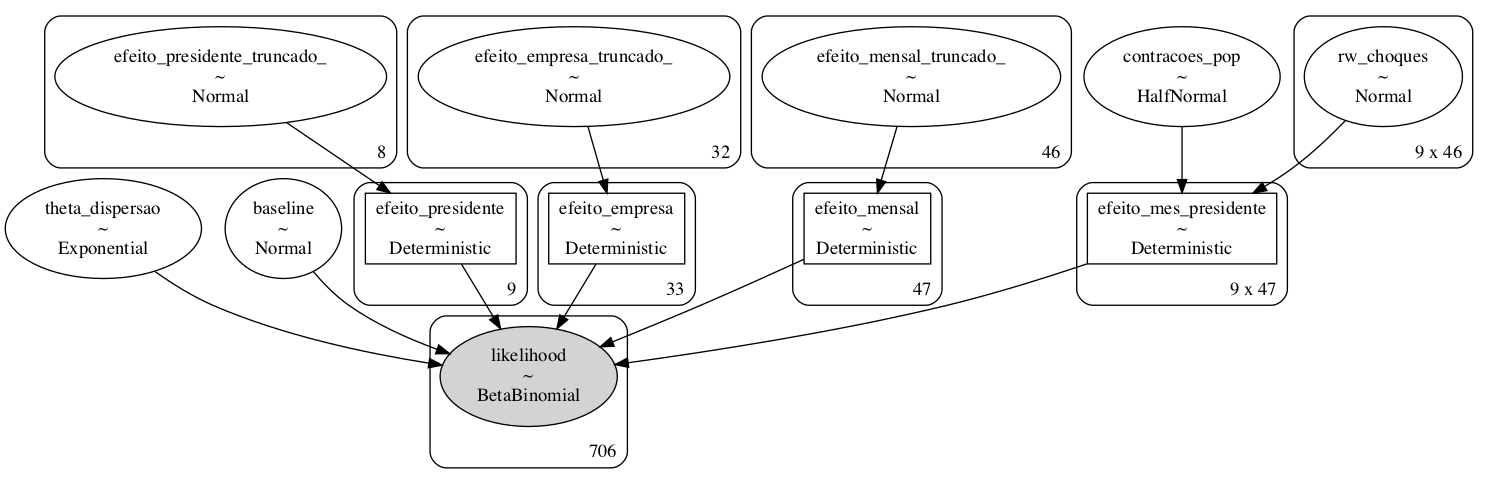 efeito_presidente_truncado_
~
Normal
8
efeito_empresa_truncado_
~
Normal
32
efeito_mensal_truncado_
~
Normal
46
contracoes_pop
~
HalfNormal
rw_choques
~
Normal
9 x 46
theta_dispersao
~
Exponential
baseline
~
Normal
efeito_presidente
~
Deterministic
9
efeito_empresa
~
Deterministic
33
efeito_mensal
~
Deterministic
47
efeito_mes_presidente
~
Deterministic
9 x 47
likelihood
~
BetaBinomial
706